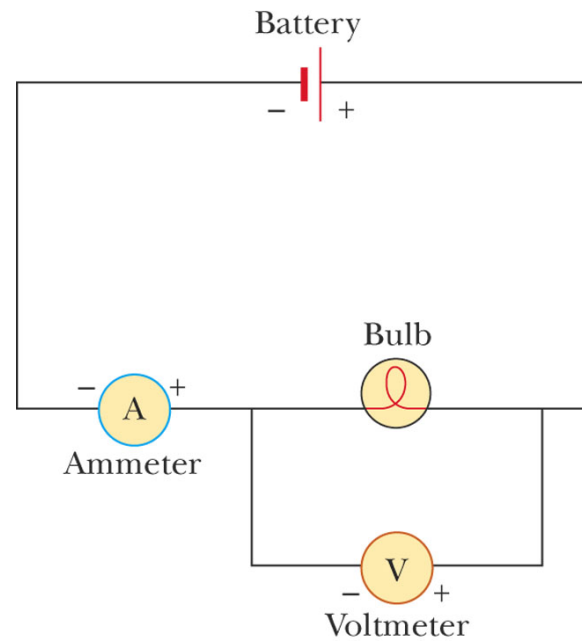 Battery
− +
Bulb
− A +
Ammeter
V
− +
Voltmeter